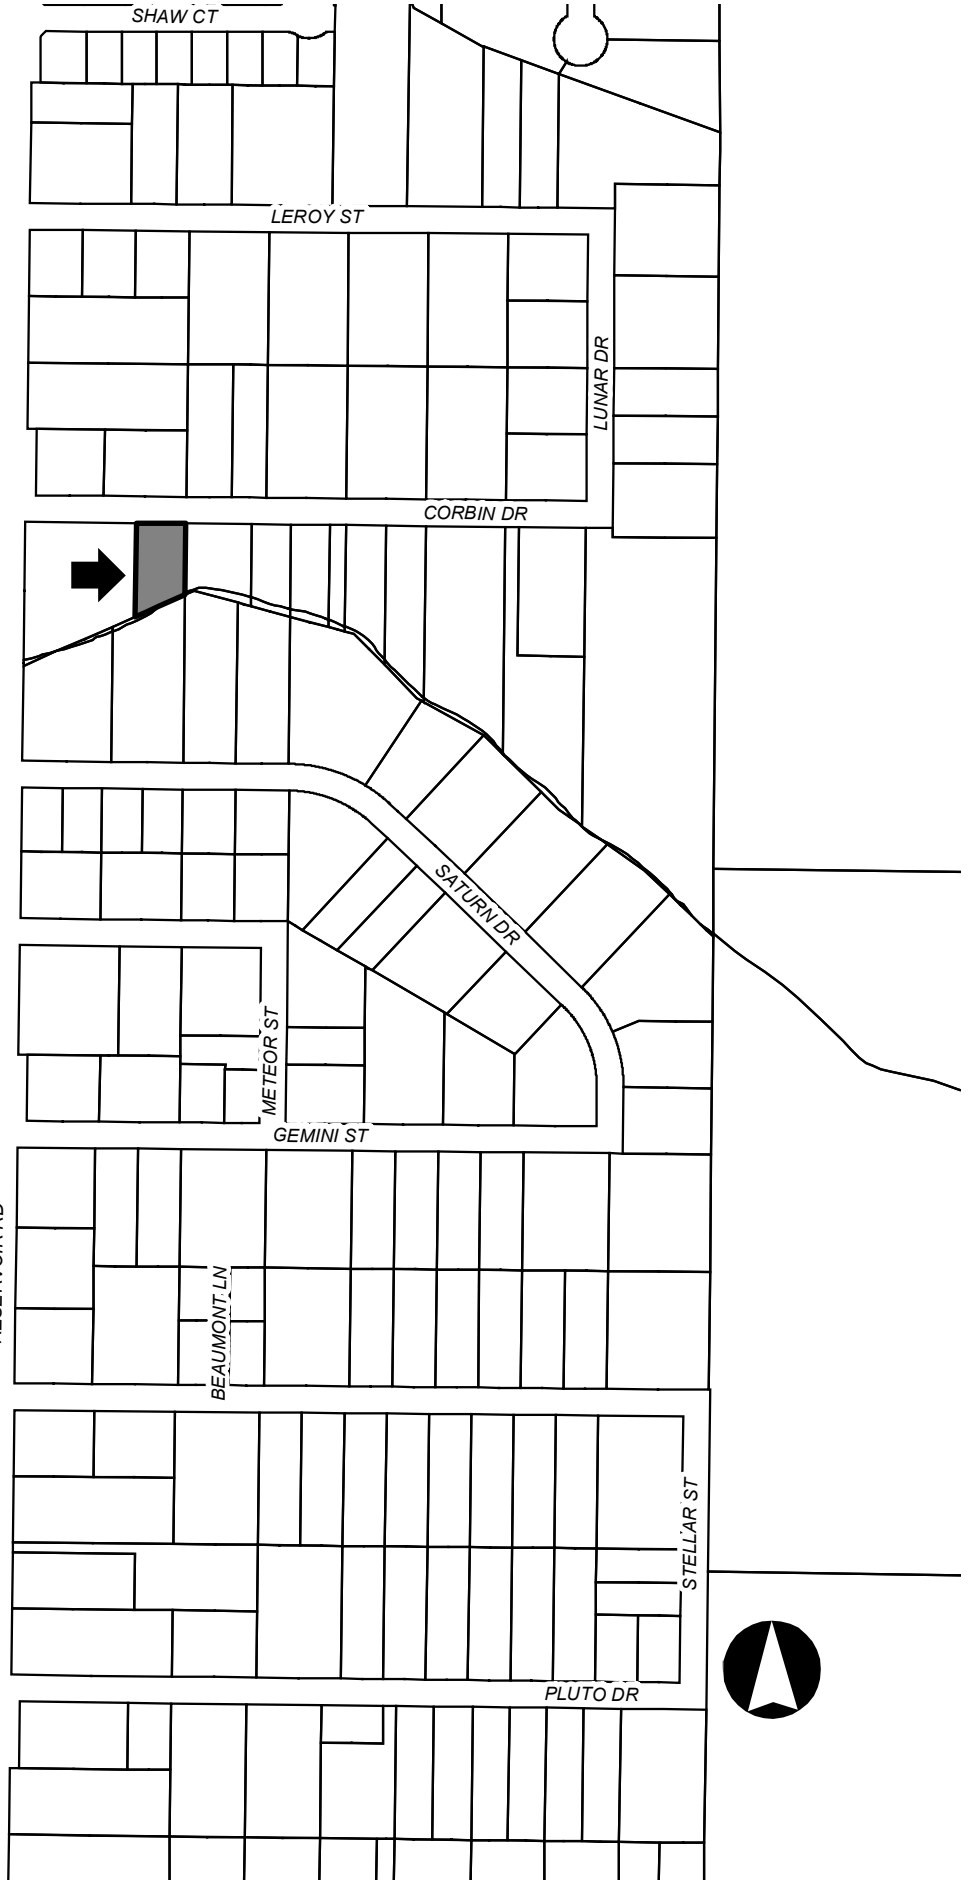 SHAW CT
LEROY ST
LUNAR DR
CORBIN DR
SATURN DR
METEOR ST
GEMINI ST
BEAUMONT LN
STELLAR ST
PLUTO DR